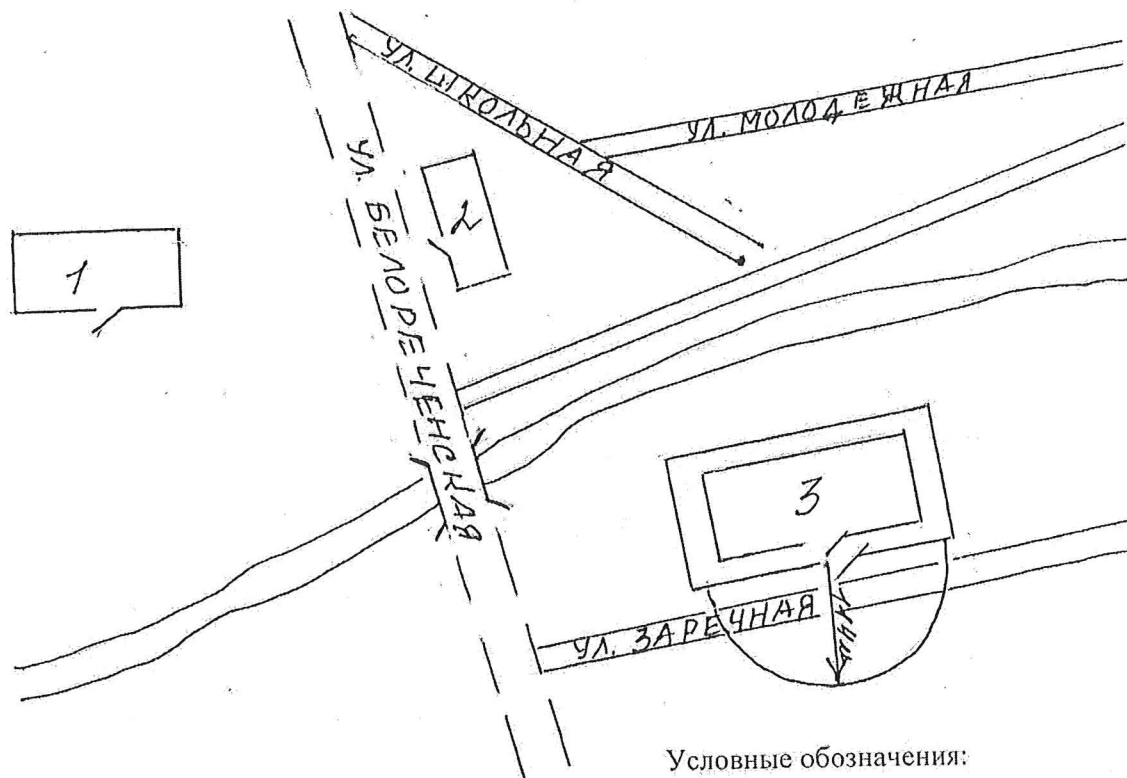 УЛ. ШКОЛЬНАЯ
УЛ. МОЛОДЕЖНАЯ
УЛ. БЕЛОРЕЧЕНСКАЯ
1
2
3
УЛ. ЗАРЕЧНАЯ
Условные обозначения: